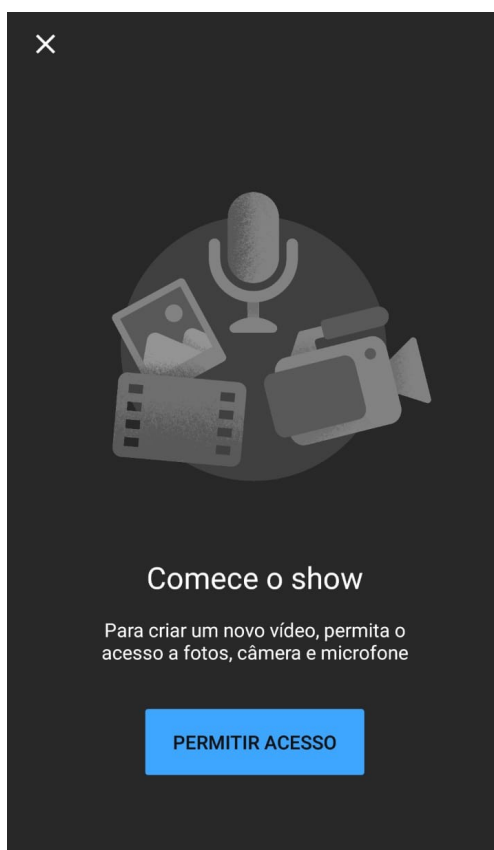 Comece o show
Para criar um novo vídeo, permita o
acesso a fotos, câmera e microfone
PERMITIR ACESSO